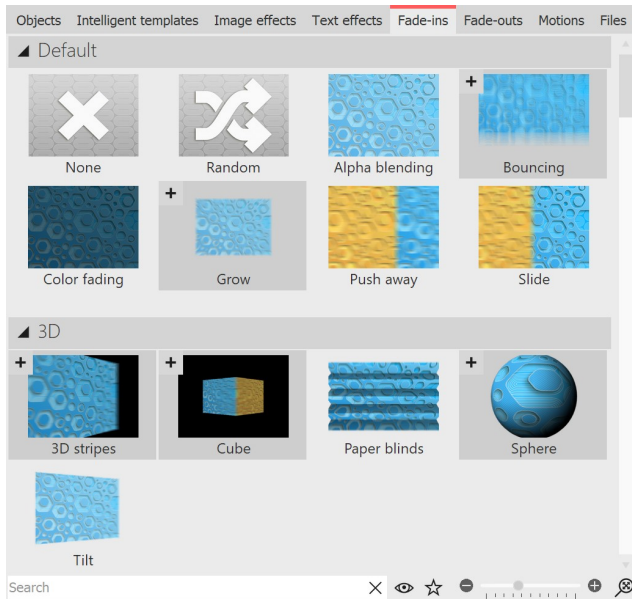 Objects Intelligent templates Image effects Text effects Fade-ins Fade-outs Motions Files
Default
None Random Alpha blending Bouncing
Color fading Grow Push away Slide
3D
3D stripes Cube Paper blinds Sphere
Tilt
Search